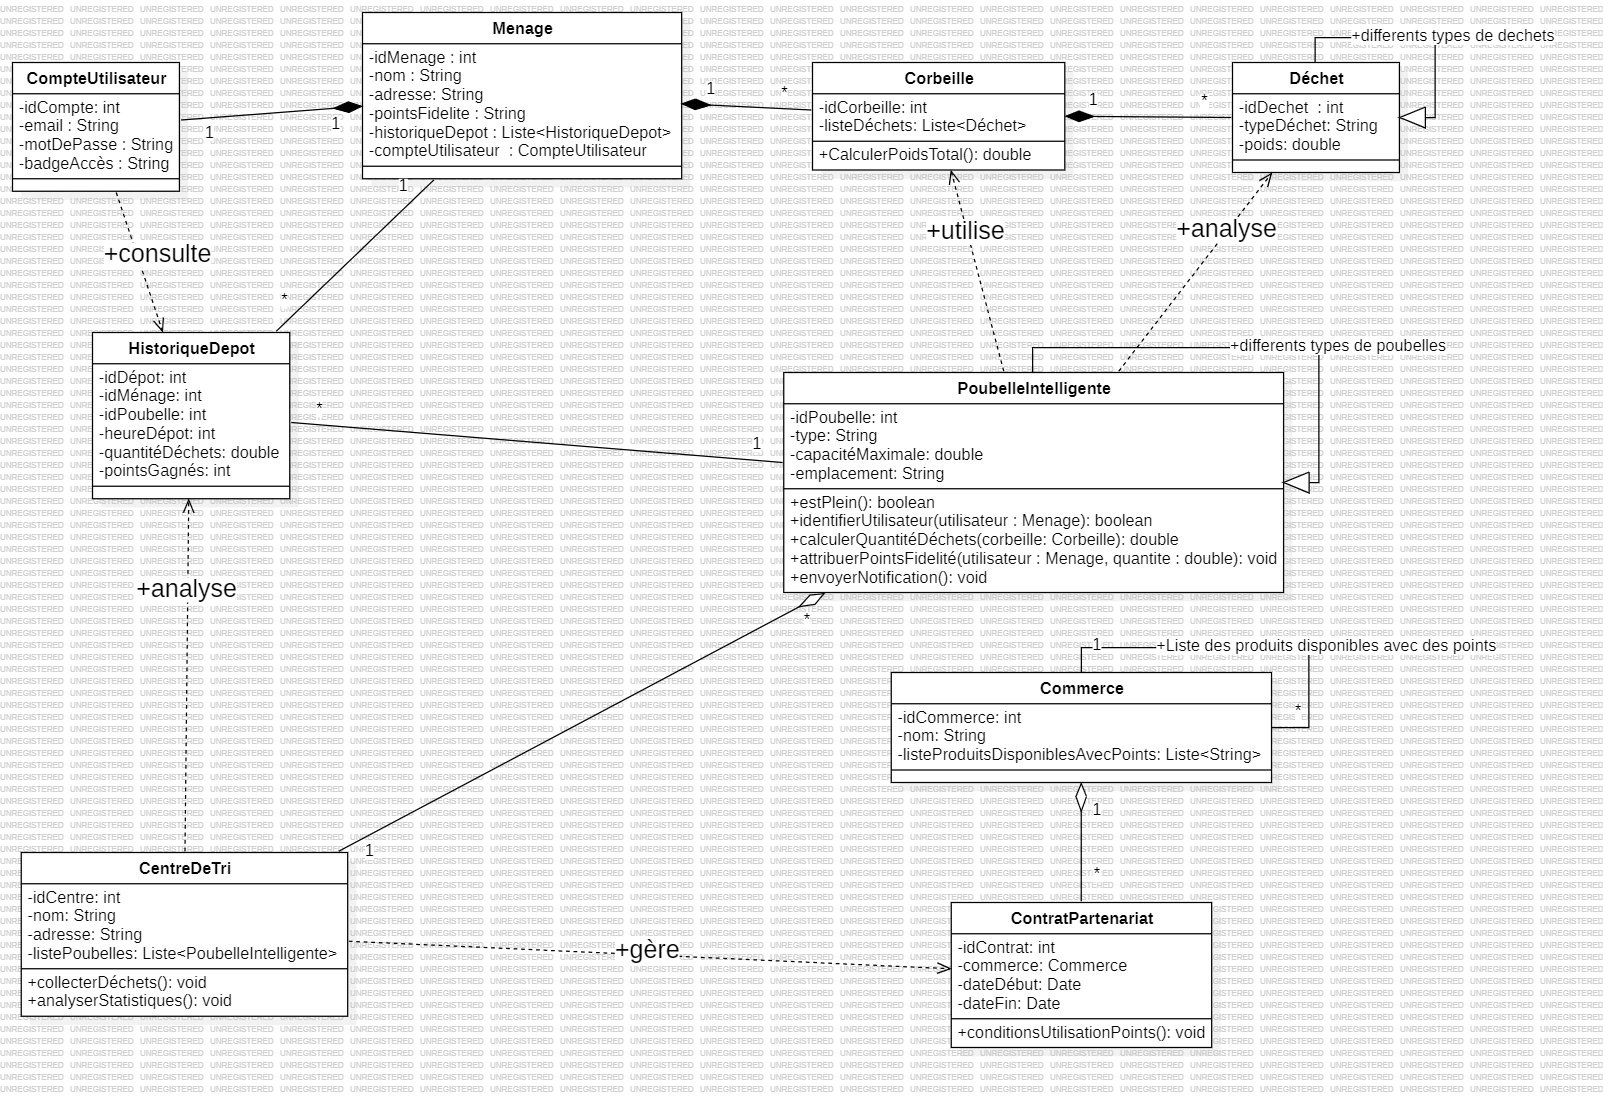 Menage
-idMenage : int
-nom : String
-adresse: String
-pointsFidelite : String
-historiqueDepot : Liste<HistoriqueDepot>
-compteUtilisateur : CompteUtilisateur
CompteUtilisateur
-idCompte: int
-email : String
-motDePasse : String
-badgeAccès : String
1
1
1
*
Corbeille
-idCorbeille: int
-listeDéchets: Liste<Déchet>
+CalculerPoidsTotal(): double
1
*
+differents types de dechets
Déchet
-idDechet : int
-typeDéchet: String
-poids: double
1
*
+consulte
+utilise
+analyse
HistoriqueDepot
-idDépot: int
-idMénage: int
-idPoubelle: int
-heureDépot: int
-quantitéDéchets: double
-pointsGagnés: int
*
1
+differents types de poubelles
PoubelleIntelligente
-idPoubelle: int
-type: String
-capacitéMaximale: double
-emplacement: String
+estPlein(): boolean
+identifierUtilisateur(utilisateur : Menage): boolean
+calculerQuantitéDéchets(corbeille: Corbeille): double
+attribuerPointsFidelité(utilisateur : Menage, quantite : double): void
+envoyerNotification(): void
+analyse
*
1
1
+Liste des produits disponibles avec des points
*
Commerce
-idCommerce: int
-nom: String
-listeProduitsDisponiblesAvecPoints: Liste<String>
1
*
CentreDeTri
-idCentre: int
-nom: String
-adresse: String
-listePoubelles: Liste<PoubelleIntelligente>
+collecterDéchets(): void
+analyserStatistiques(): void
+gère
ContratPartenariat
-idContrat: int
-commerce: Commerce
-dateDébut: Date
-dateFin: Date
+conditionsUtilisationPoints(): void
UNREGISTERED